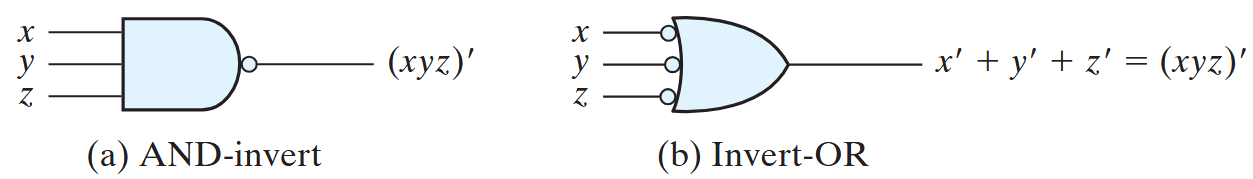 x
y
z
(xyz)′
(a) AND-invert
x
y
z
x′ + y′ + z′ = (xyz)′
(b) Invert-OR